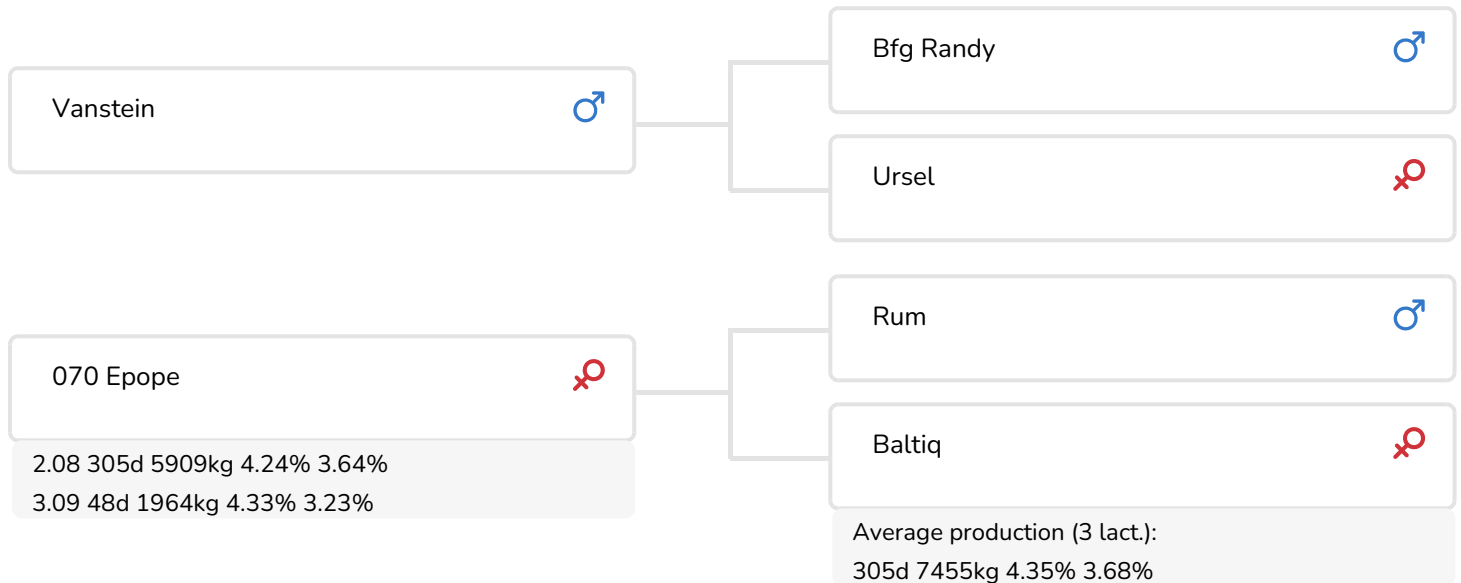 Bfg Randy
Vanstein
Ursel
Rum
070 Epope
Baltiq
2.08 305d 5909kg 4.24% 3.64%
3.09 48d 1964kg 4.33% 3.23%
Average production (3 lact.):
305d 7455kg 4.35% 3.68%